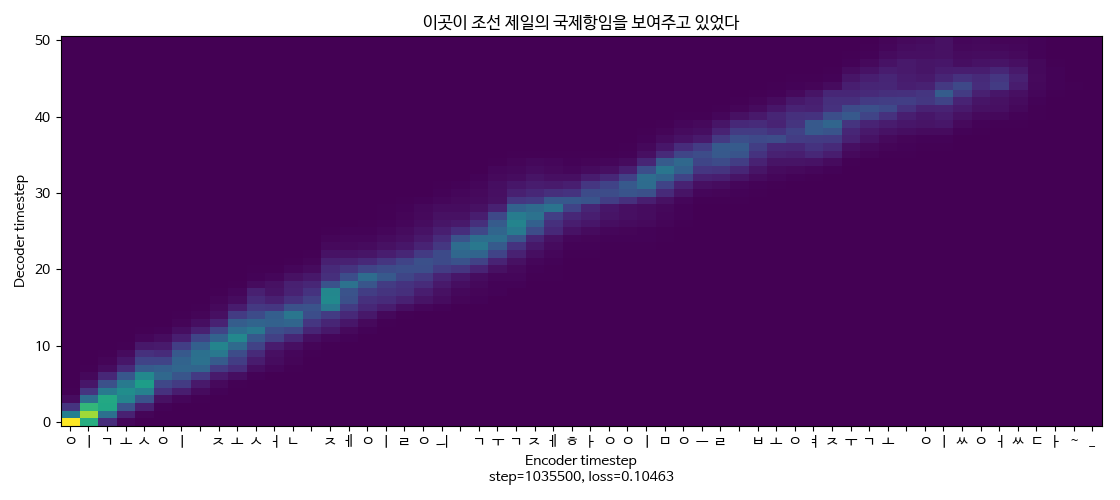 이곳이 조선 제일의 국제항임을 보여주고 있었다
50
40
30
20
10
0
Decoder timestep
ㅇ ㅣ ㄱ ㅗ ㅅ ㅇ ㅣ ㅈ ㅗ ㅅ ㅓ ㄴ ㅈ ㅔ ㅇ ㅣ ㄹ ㅇ ㅢ ㄱ ㅜ ㄱ ㅈ ㅔ ㅎ ㅏ ㅇ ㅇ ㅣ ㅁ ㅇ ㅡ ㄹ ㅂ ㅗ ㅇ ㅕ ㅈ ㅜ ㄱ ㅗ ㅇ ㅣ ㅆ ㅇ ㅓ ㅆ ㄷ ㅏ ~ _
Encoder timestep
step=1035500, loss=0.10463